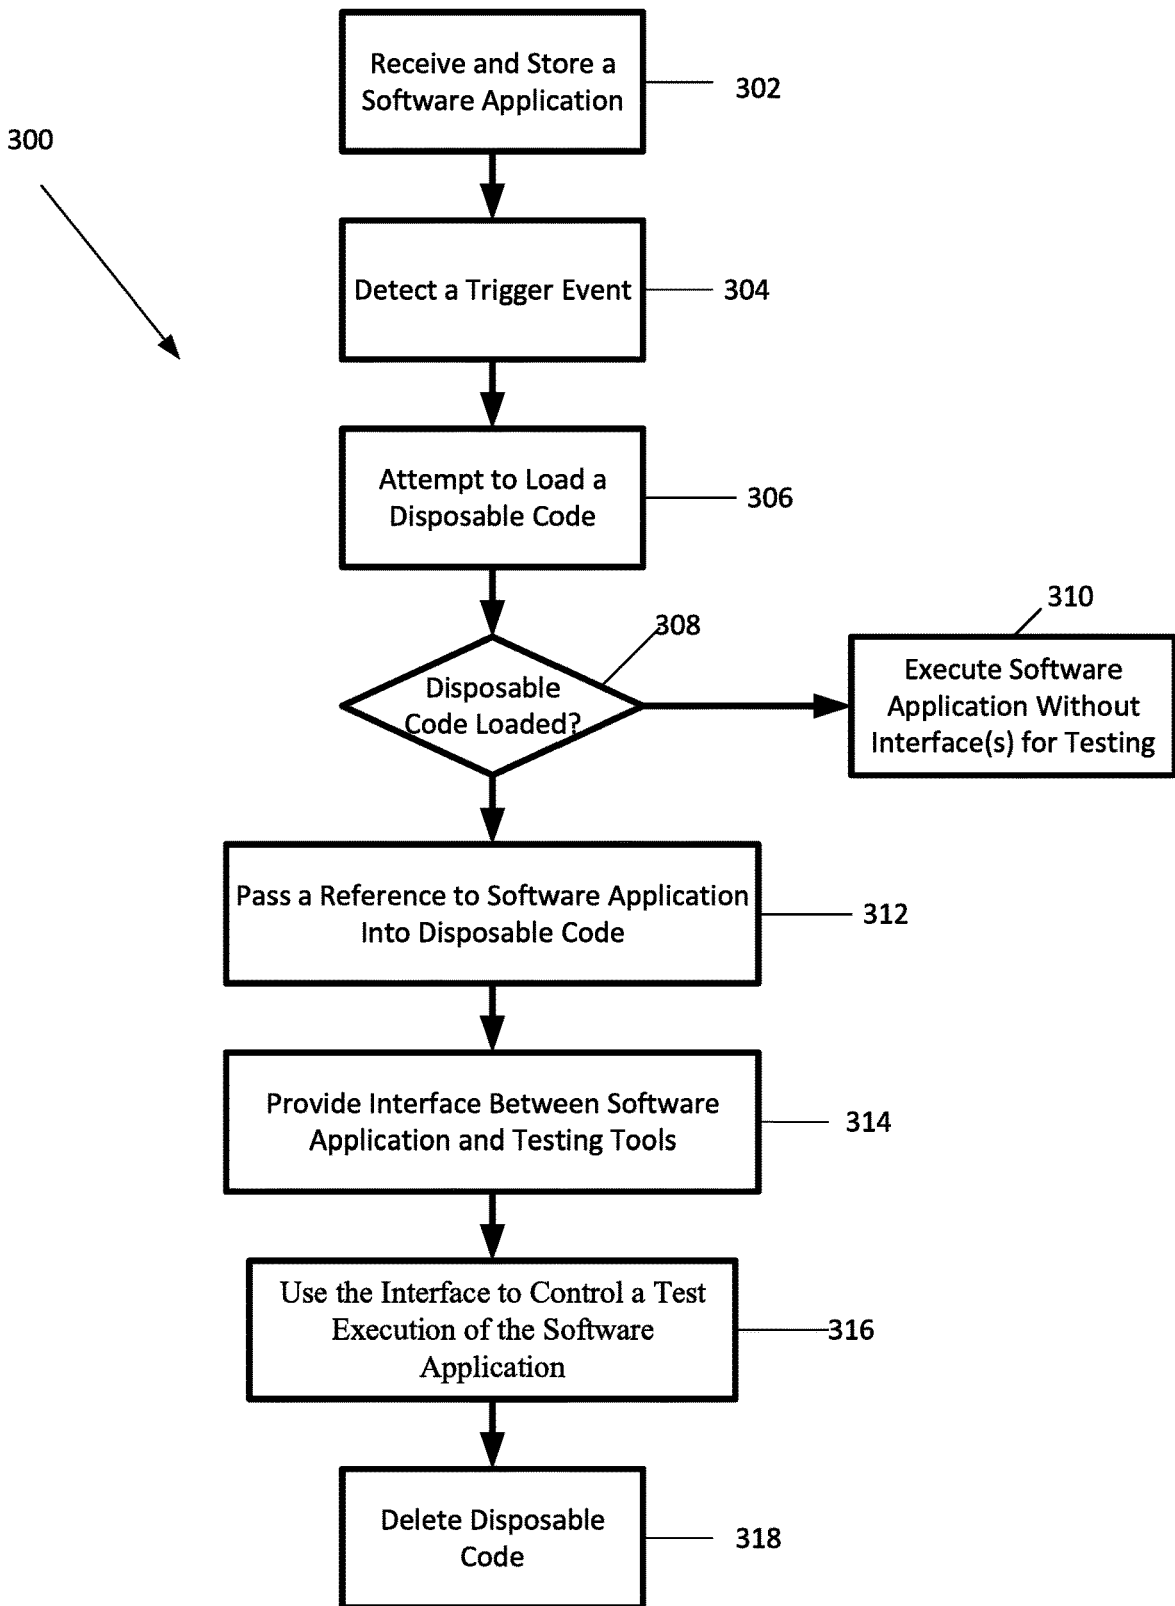 Receive and Store a
Software Application
302
300
Detect a Trigger Event
304
Attempt to Load a
Disposable Code
306
310
308
Disposable
Code Loaded?
Execute Software
Application Without
Interface(s) for Testing
Pass a Reference to Software Application
Into Disposable Code
312
Provide Interface Between Software
Application and Testing Tools
314
Use the Interface to Control a Test
Execution of the Software
Application
316
Delete Disposable
Code
318